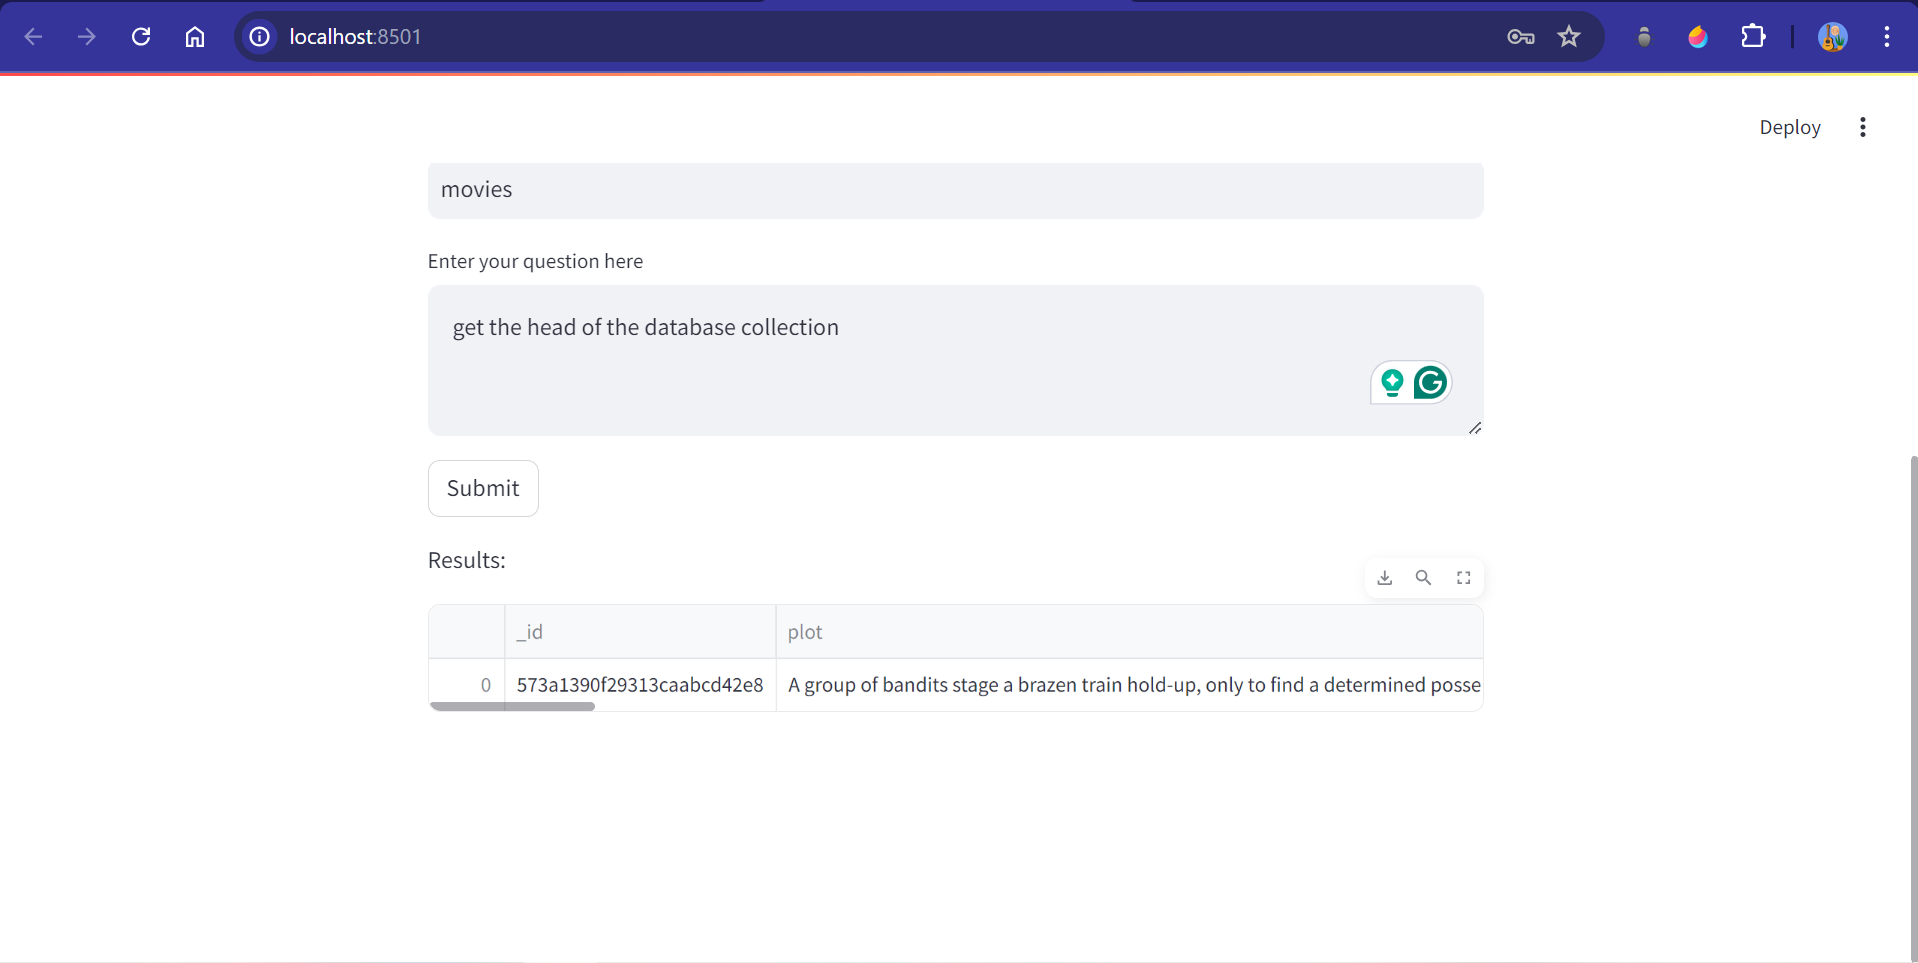 localhost:8501
Deploy
movies
Enter your question here
get the head of the database collection
Submit
Results:
_id plot
0 573a1390f29313caabcd42e8 A group of bandits stage a brazen train hold-up, only to find a determined posse